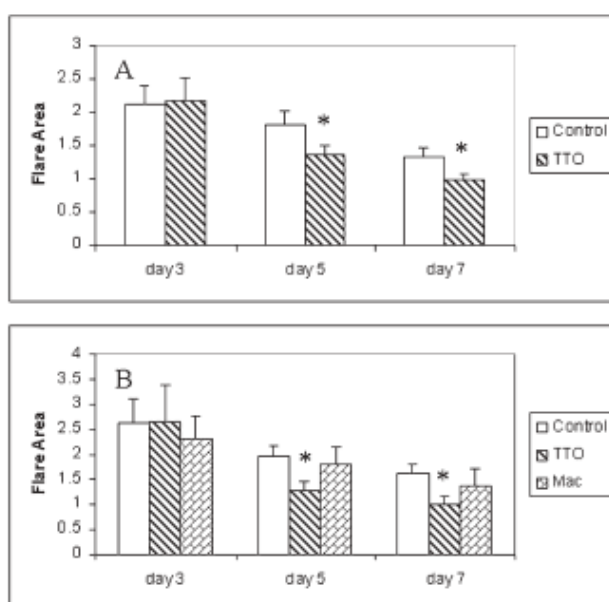 3
A
2.5
2
1.5
1
0.5
0
Flare Area
*
*
day 3
day 5
day 7
Control
TTO
4
B
3.5
3
2.5
2
1.5
1
0.5
0
Flare Area
*
*
day 3
day 5
day 7
Control
TTO
Mac